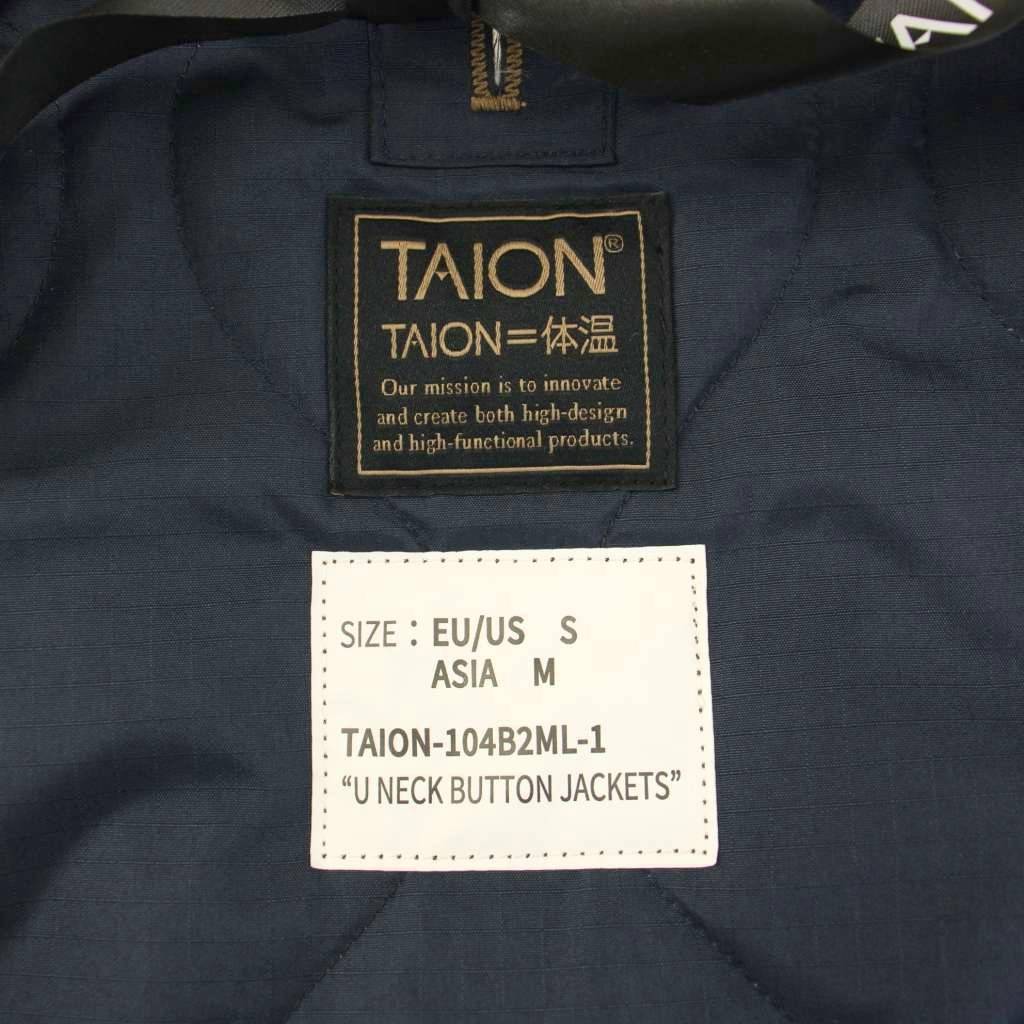 TAION®
TAION=体温
Our mission is to innovate
and create both high-design
and high-functional products.
SIZE : EU/US S
ASIA M
TAION-104B2ML-1
“U NECK BUTTON JACKETS”